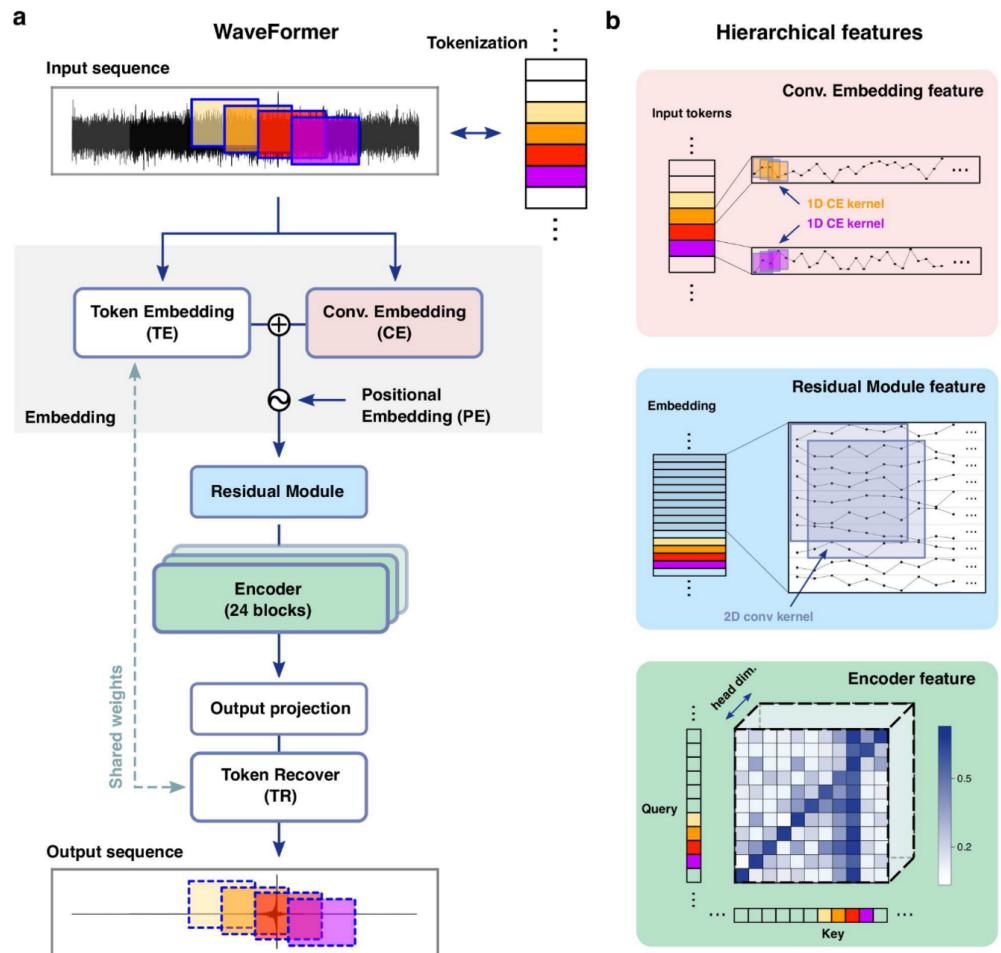 a
WaveFormer
Input sequence
Tokenization
Token Embedding
(TE)
Conv. Embedding
(CE)
Positional
Embedding (PE)
Embedding
Residual Module
Encoder
(24 blocks)
Shared weights
Output projection
Token Recover
(TR)
Output sequence
b
Hierarchical features
Conv. Embedding feature
Input tokerns
1D CE kernel
1D CE kernel
Residual Module feature
Embedding
2D conv kernel
Encoder feature
head dim.
Query
0.5
0.2
Key